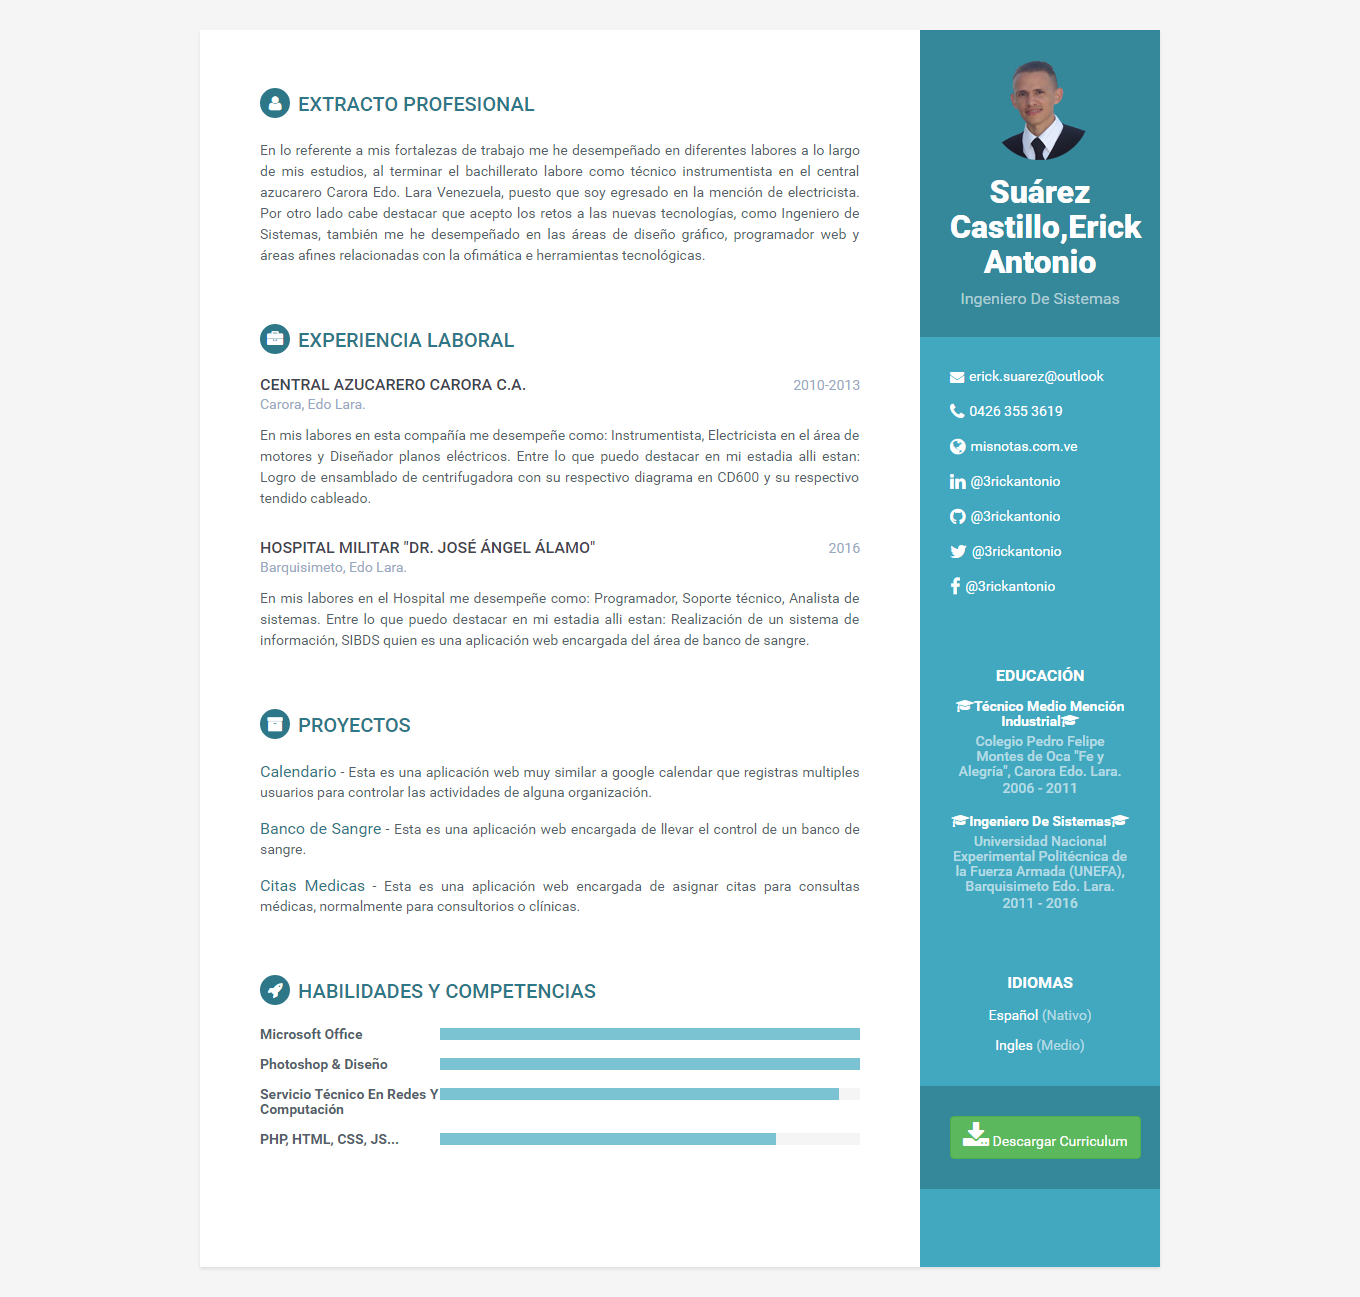 EXTRACTO PROFESIONAL
En lo referente a mis fortalezas de trabajo me he desempeñado en diferentes labores a lo largo
de mis estudios, al terminar el bachillerato labore como técnico instrumentista en el central
azucarero Carora Edo. Lara Venezuela, puesto que soy egresado en la mención de electricista.
Por otro lado cabe destacar que acepto los retos a las nuevas tecnologías, como Ingeniero de
Sistemas, también me he desempeñado en las áreas de diseño gráfico, programador web y
áreas afines relacionadas con la ofimática e herramientas tecnológicas.
EXPERIENCIA LABORAL
CENTRAL AZUCARERO CARORA C.A. 2010-2013
Carora, Edo Lara.
En mis labores en esta compañía me desempeñe como: Instrumentista, Electricista en el área de
motores y Diseñador planos eléctricos. Entre lo que puedo destacar en mi estadia alli estan:
Logro de ensamblado de centrifugadora con su respectivo diagrama en CD600 y su respectivo
tendido cableado.
HOSPITAL MILITAR "DR. JOSÉ ÁNGEL ÁLAMO" 2016
Barquisimeto, Edo Lara.
En mis labores en el Hospital me desempeñe como: Programador, Soporte técnico, Analista de
sistemas. Entre lo que puedo destacar en mi estadia alli estan: Realización de un sistema de
información, SIBDS quien es una aplicación web encargada del área de banco de sangre.
PROYECTOS
Calendario - Esta es una aplicación web muy similar a google calendar que registras multiples
usuarios para controlar las actividades de alguna organización.
Banco de Sangre - Esta es una aplicación web encargada de llevar el control de un banco de
sangre.
Citas Medicas - Esta es una aplicación web encargada de asignar citas para consultas
médicas, normalmente para consultorios o clínicas.
HABILIDADES Y COMPETENCIAS
Microsoft Office
Photoshop & Diseño
Servicio Técnico En Redes Y
Computación
PHP, HTML, CSS, JS...
Suárez
Castillo,Erick
Antonio
Ingeniero De Sistemas
erick.suarez@outlook
0426 355 3619
misnotas.com.ve
@3rickantonio
@3rickantonio
@3rickantonio
@3rickantonio
EDUCACIÓN
Técnico Medio Mención
Industrial
Colegio Pedro Felipe
Montes de Oca "Fe y
Alegría", Carora Edo. Lara.
2006 - 2011
Ingeniero De Sistemas
Universidad Nacional
Experimental Politécnica de
la Fuerza Armada (UNEFA),
Barquisimeto Edo. Lara.
2011 - 2016
IDIOMAS
Español (Nativo)
Ingles (Medio)
Descargar Curriculum